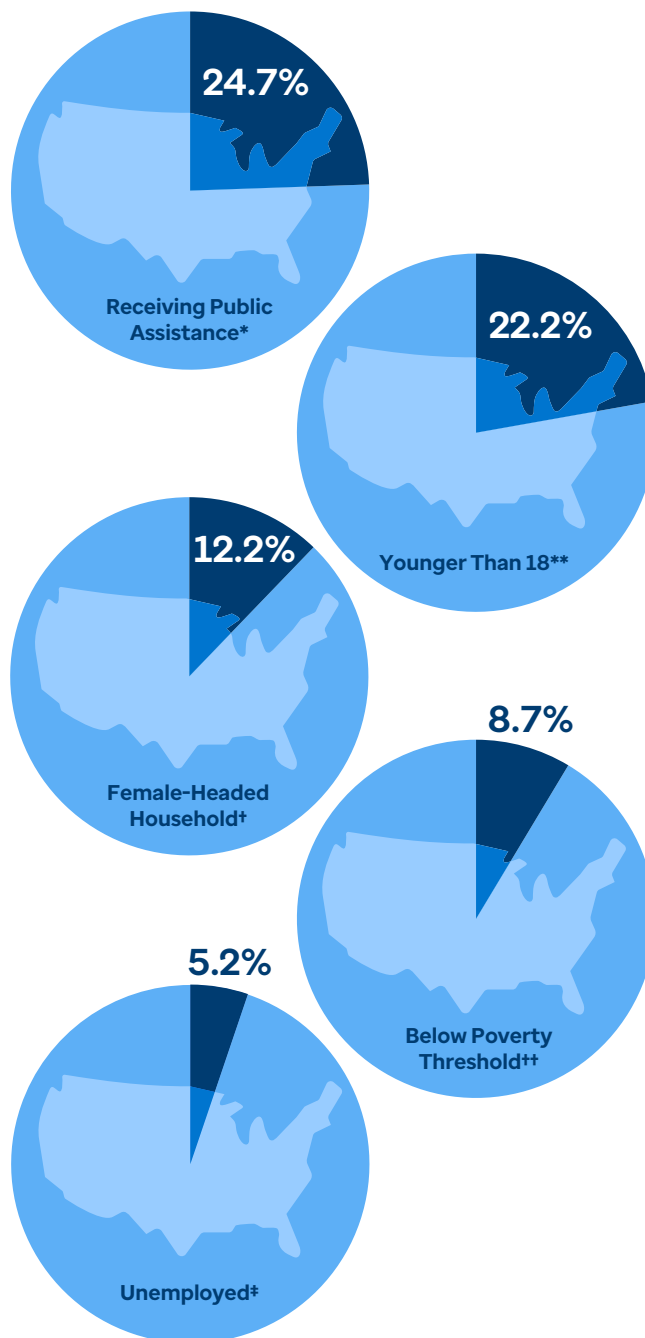 24.7%
Receiving Public
Assistance*
22.2%
Younger Than 18**
12.2%
Female-Headed
Household†
8.7%
Below Poverty
Threshold††
5.2%
Unemployed‡